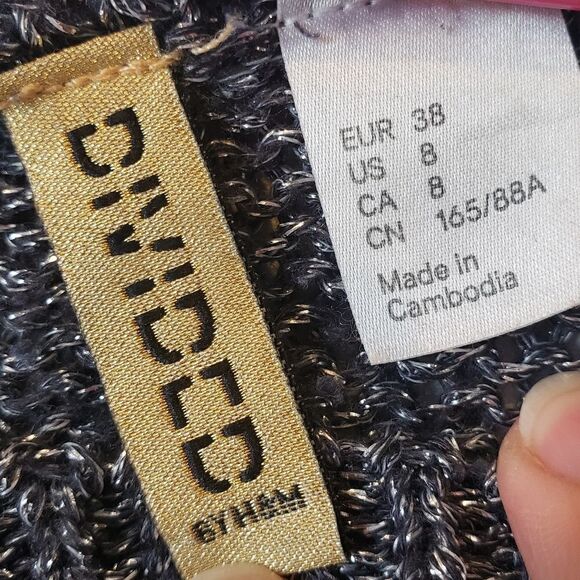 DIVIDED
BY H&M
EUR 38
US 8
CA 8
CN 165/88A
Made in
Cambodia